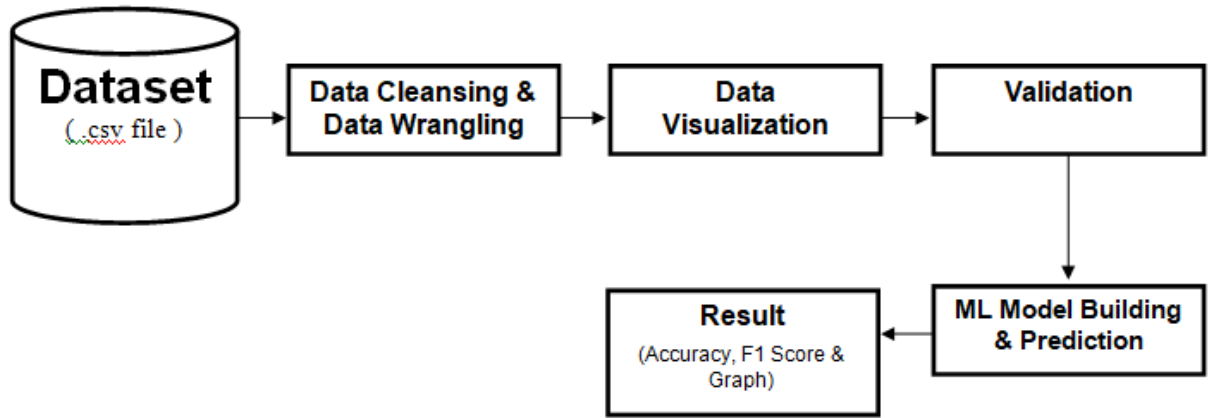 Dataset
( .csv file )
Data Cleansing &
Data Wrangling
Data
Visualization
Validation
ML Model Building
& Prediction
Result
(Accuracy, F1 Score &
Graph)